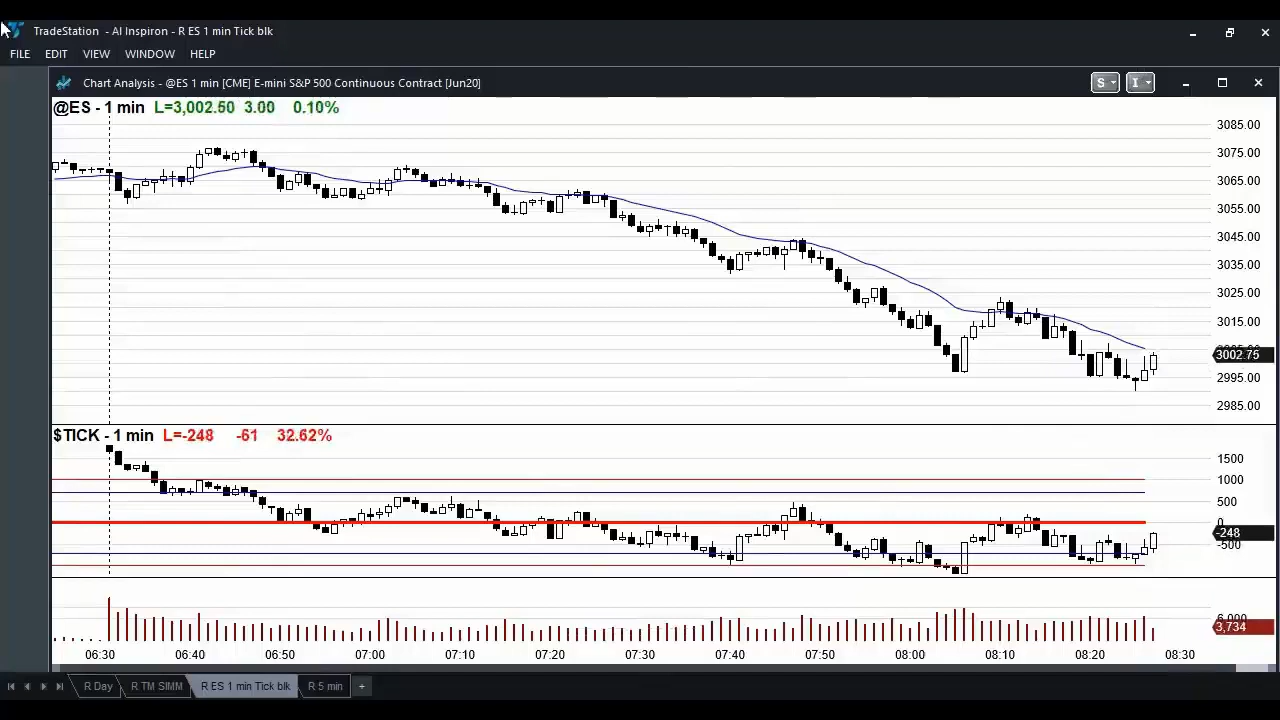 TradeStation - AI Inspiron - R ES 1 min Tick blk
FILE EDIT VIEW WINDOW HELP
Chart Analysis - @ES 1 min [CME] E-mini S&P 500 Continuous Contract [Jun20]
S I
@ES - 1 min L=3,002.50 3.00 0.10%
3085.00
3075.00
3065.00
3055.00
3045.00
3035.00
3025.00
3015.00
3002.75
2995.00
2985.00
$TICK - 1 min L=-248 -61 32.62%
1500
1000
500
0
-248
-500
3,734
06:30 06:40 06:50 07:00 07:10 07:20 07:30 07:40 07:50 08:00 08:10 08:20 08:30
R Day R TM SIMM R ES 1 min Tick blk R 5 min +